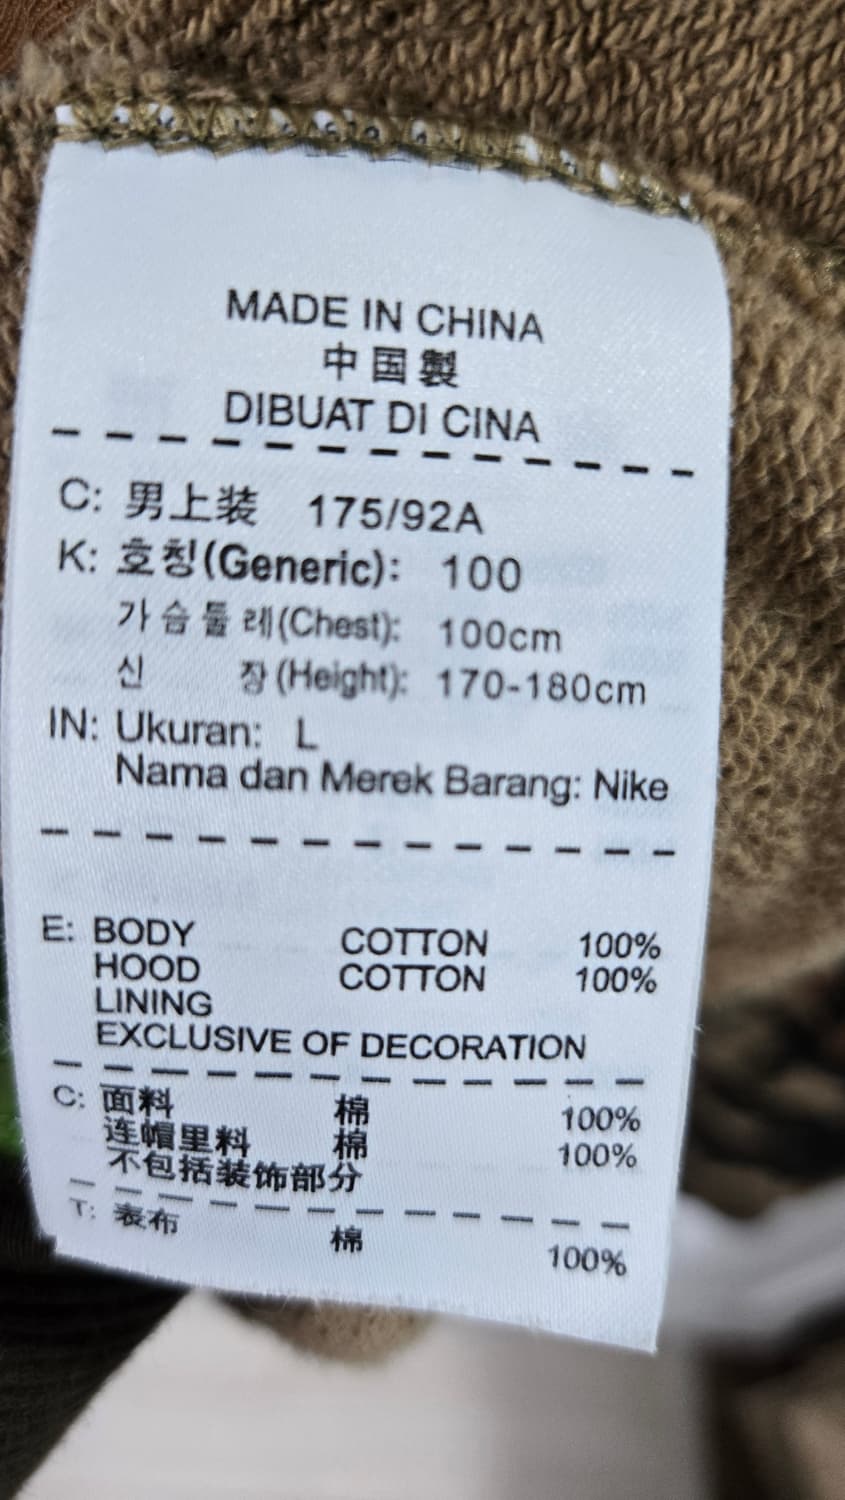 MADE IN CHINA
中国製
DIBUAT DI CINA
C: 男上装 175/92A
K: 호칭(Generic): 100
가슴둘레(Chest): 100cm
신 장(Height): 170-180cm
IN: Ukuran: L
Nama dan Merek Barang: Nike
E: BODY COTTON 100%
HOOD COTTON 100%
LINING
EXCLUSIVE OF DECORATION
C: 面料 棉 100%
连帽里料 棉 100%
不包括装饰部分
T: 表布 棉 100%